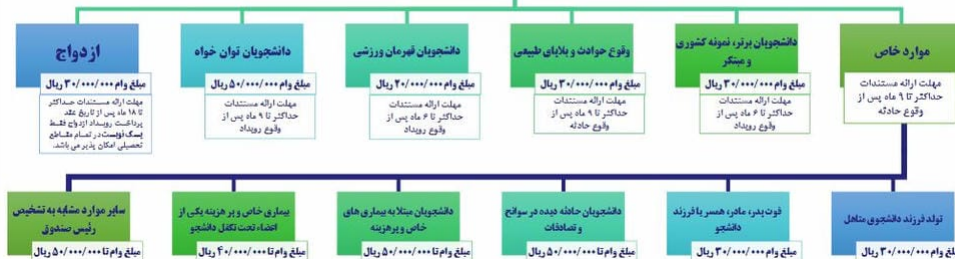 موارد خاص
مهلت ارائه مستندات
حداکثر تا ۹ ماه پس از
وقوع حادثه
دانشجویان برتر، نمونه کشوری
و مبتکر
مبلغ وام ۳۰/۰۰۰/۰۰۰ ریال
مهلت ارائه مستندات
حداکثر تا ۶ ماه پس از
وقوع رویداد
وقوع حوادث و بلایای طبیعی
مبلغ وام ۳۰/۰۰۰/۰۰۰ ریال
مهلت ارائه مستندات
حداکثر تا ۹ ماه پس از
وقوع حادثه
دانشجویان قهرمان ورزشی
مبلغ وام ۲۰/۰۰۰/۰۰۰ ریال
مهلت ارائه مستندات
حداکثر تا ۶ ماه پس از
وقوع رویداد
دانشجویان توان خواه
مبلغ وام ۵۰/۰۰۰/۰۰۰ ریال
مهلت ارائه مستندات
حداکثر تا ۹ ماه پس از
وقوع رویداد
ازدواج
مبلغ وام ۳۰/۰۰۰/۰۰۰ ریال
مهلت ارائه مستندات حداکثر
تا ۱۸ ماه پس از تاریخ عقد
پرداخت رویداد ازدواج فقط
یسک نوبست در تمام مقاطع
تحصیلی امکان پذیر می باشد.
تولد فرزند دانشجوی متاهل
مبلغ وام ۳۰/۰۰۰/۰۰۰ ریال
فوت پدر، مادر، همسر یا فرزند
دانشجو
مبلغ وام ۳۰/۰۰۰/۰۰۰ ریال
دانشجویان حادثه دیده در سوانح
و تصادفات
مبلغ وام تا ۵۰/۰۰۰/۰۰۰ ریال
دانشجویان مبتلا به بیماری های
خاص و پرهزینه
مبلغ وام تا ۵۰/۰۰۰/۰۰۰ ریال
بیماری خاص و پر هزینه یکی از
اعضاء تحت تکفل دانشجو
مبلغ وام تا ۴۰/۰۰۰/۰۰۰ ریال
سایر موارد مشابه به تشخیص
رئیس صندوق
مبلغ وام تا ۵۰/۰۰۰/۰۰۰ ریال